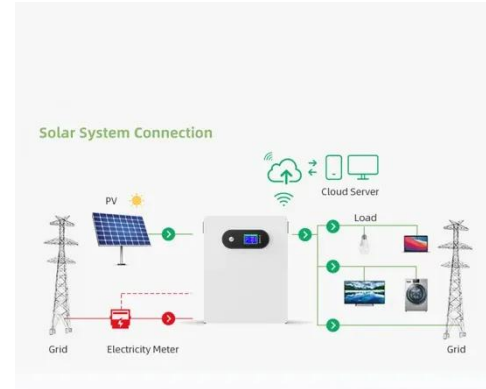 Solar System Connection
Cloud Server
PV
Load
Grid
Electricity Meter
Grid